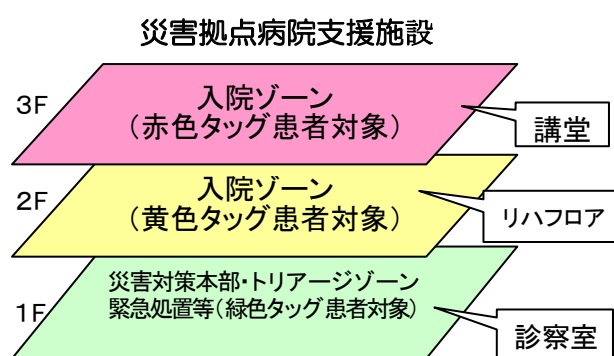 災害拠点病院支援施設
3F
入院ゾーン
（赤色タッグ患者対象）
講堂
2F
入院ゾーン
（黄色タッグ患者対象）
リハフロア
1F
災害対策本部・トリアージゾーン
緊急処置等（緑色タッグ患者対象）
診察室